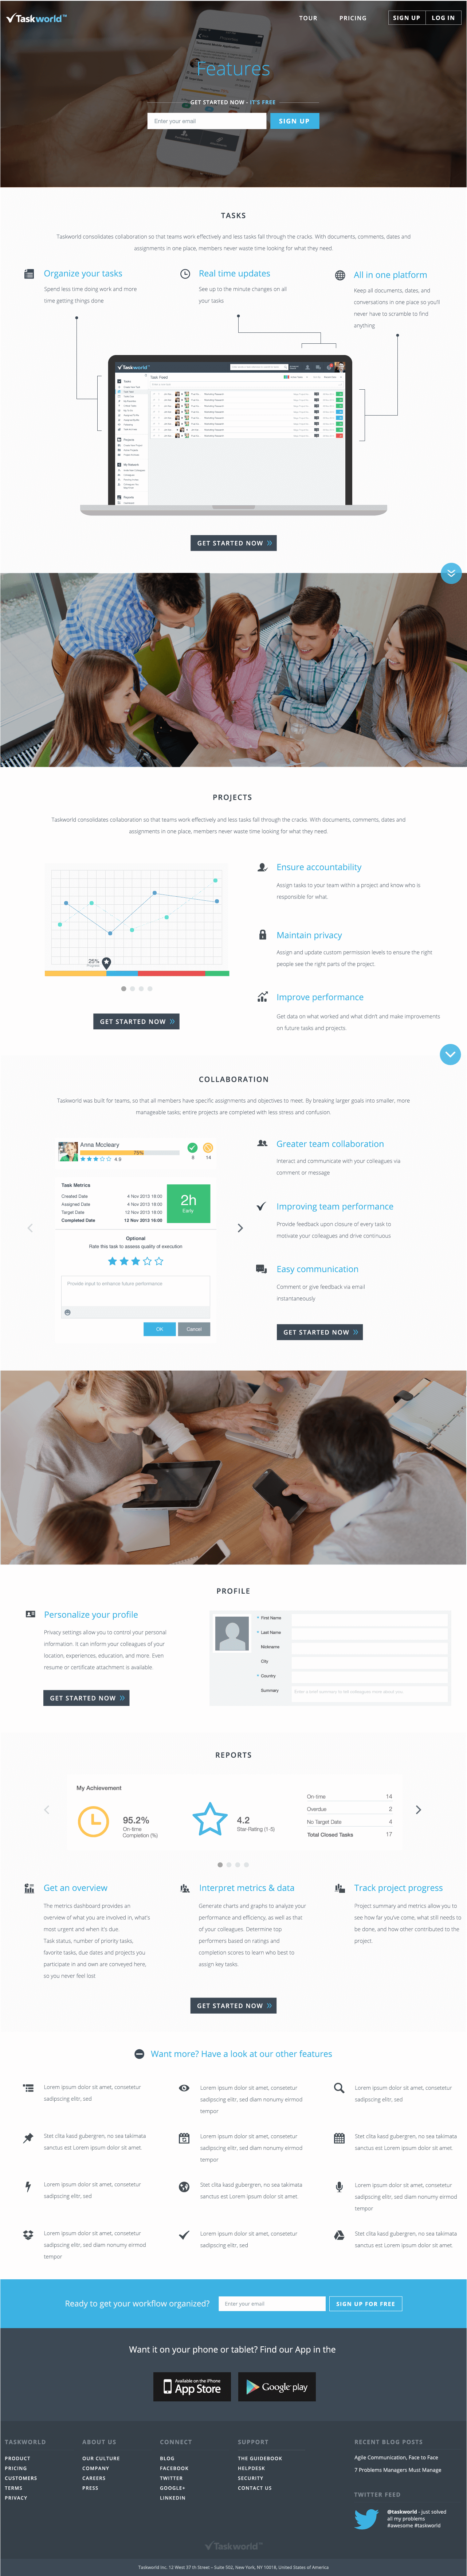 Taskworld™
TOUR
PRICING
SIGN UP
LOG IN
Features
GET STARTED NOW - IT'S FREE
Enter your email
SIGN UP
TASKS
Taskworld consolidates collaboration so that teams work effectively and less tasks fall through the cracks. With documents, comments, dates and
assignments in one place, members never waste time looking for what they need.
Organize your tasks
Spend less time doing work and more
time getting things done
Real time updates
See up to the minute changes on all
your tasks
All in one platform
Keep all documents, dates, and
conversations in one place so you'll
never have to scramble to find
anything
Taskworld
Task Feed
GET STARTED NOW
PROJECTS
Taskworld consolidates collaboration so that teams work effectively and less tasks fall through the cracks. With documents, comments, dates and
assignments in one place, members never waste time looking for what they need.
25%
Progress
GET STARTED NOW
Ensure accountability
Assign tasks to your team within a project and know who is
responsible for what.
Maintain privacy
Assign and update custom permission levels to ensure the right
people see the right parts of the project.
Improve performance
Get data on what worked and what didn't and make improvements
on future tasks and projects.
COLLABORATION
Taskworld was built for teams, so that all members have specific assignments and objectives to meet. By breaking larger goals into smaller, more
manageable tasks, entire projects are completed with less stress and confusion.
Anna Mccleary
75%
4.9
8
14
Task Metrics
Created Date 4 Nov 2013 18:00
Assigned Date 4 Nov 2013 18:00
Target Date 12 Nov 2013 18:00
Completed Date 12 Nov 2013 16:00
2h
Early
Optional
Rate this task to assess quality of execution
Provide input to enhance future performance
OK
Cancel
Greater team collaboration
Interact and communicate with your colleagues via
comment or message
Improving team performance
Provide feedback upon closure of every task to
motivate your colleagues and drive continuous
Easy communication
Comment or give feedback via email
instantaneously
GET STARTED NOW
PROFILE
Personalize your profile
Privacy settings allow you to control your personal
information. It can inform your colleagues of your
location, experiences, education, and more. Even
resume or certificate attachment is available.
GET STARTED NOW
* First Name
* Last Name
Nickname
City
* Country
Summary
REPORTS
My Achievement
95.2%
On-time
Completion (%)
4.2
Star Rating (1-5)
On-time 14
Overdue 2
No Target Date 4
Total Closed Tasks 17
Get an overview
The metrics dashboard provides an
overview of what you are involved in, what's
most urgent and when it's due.
Task status, number of priority tasks,
favorite tasks, due dates and projects you
participate in and own are conveyed here,
so you never feel lost
Interpret metrics & data
Generate charts and graphs to analyze your
performance and efficiency, as well as that
of your colleagues. Determine top
performers based on ratings and
completion scores to learn who best to
assign key tasks.
Track project progress
Project summary and metrics allow you to
see how far you've come, what still needs to
be done, and how other contributed to the
project.
GET STARTED NOW
Want more? Have a look at our other features
Lorem ipsum dolor sit amet, consetetur
sadipscing elitr, sed
Lorem ipsum dolor sit amet, consetetur
sadipscing elitr, sed diam nonumy eirmod
tempor
Lorem ipsum dolor sit amet, consetetur
sadipscing elitr, sed
Stet clita kasd gubergren, no sea takimata
sanctus est Lorem ipsum dolor sit amet.
Lorem ipsum dolor sit amet, consetetur
sadipscing elitr, sed diam nonumy eirmod
tempor
Stet clita kasd gubergren, no sea takimata
sanctus est Lorem ipsum dolor sit amet.
Lorem ipsum dolor sit amet, consetetur
sadipscing elitr, sed
Stet clita kasd gubergren, no sea takimata
sanctus est Lorem ipsum dolor sit amet.
Lorem ipsum dolor sit amet, consetetur
sadipscing elitr, sed diam nonumy eirmod
tempor
Lorem ipsum dolor sit amet, consetetur
sadipscing elitr, sed diam nonumy eirmod
tempor
Lorem ipsum dolor sit amet, consetetur
sadipscing elitr, sed
Stet clita kasd gubergren, no sea takimata
sanctus est Lorem ipsum dolor sit amet.
Ready to get your workflow organized?
Enter your email
SIGN UP FOR FREE
Want it on your phone or tablet? Find our App in the
Available on the iPhone
App Store
Google play
TASKWORLD
PRODUCT
PRICING
CUSTOMERS
TERMS
PRIVACY
ABOUT US
OUR CULTURE
COMPANY
CAREERS
PRESS
CONNECT
BLOG
FACEBOOK
TWITTER
GOOGLE+
LINKEDIN
SUPPORT
THE GUIDEBOOK
HELPDESK
SECURITY
CONTACT US
RECENT BLOG POSTS
Agile Communication, Face to Face
7 Problems Managers Must Manage
TWITTER FEED
@taskworld - just solved
all my problems
#awesome #taskworld
Taskworld™
Taskworld Inc. 12 West 37 th Street – Suite 502, New York, NY 10018, United States of America